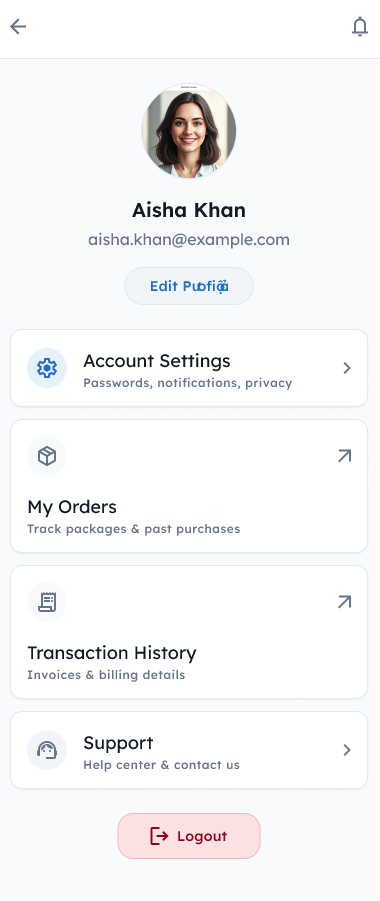 Aisha Khan
aisha.khan@example.com
Edit
Account Settings
Passwords, notifications, privacy
My Orders
Track packages & past purchases
Transaction History
Invoices & billing details
Support
Help center & contact us
Logout